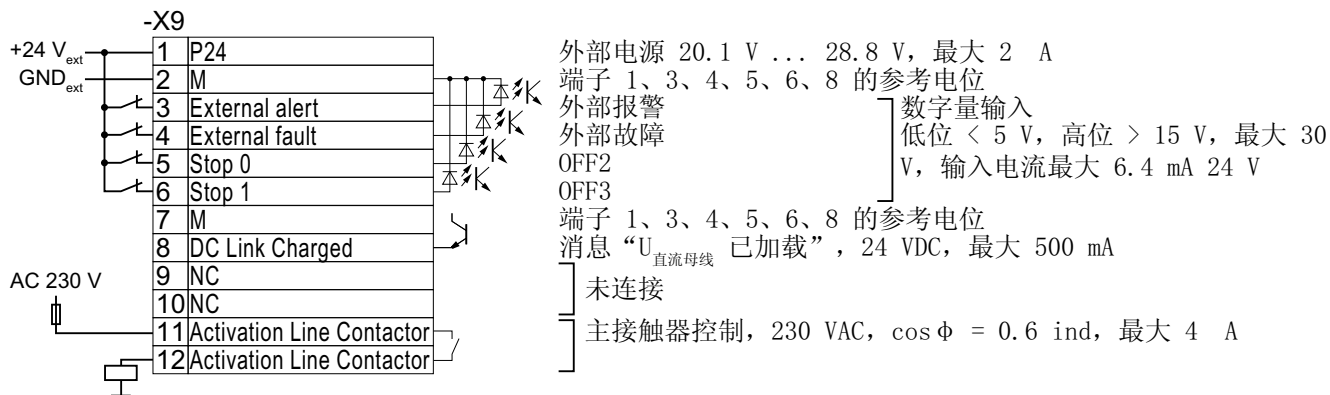 -X9
+24 Vext 1 P24 外部电源 20.1 V ... 28.8 V，最大 2 A
GNDext 2 M 端子 1、3、4、5、6、8 的参考电位
3 External alert 外部报警 数字量输入
4 External fault 外部故障 低位 < 5 V，高位 > 15 V，最大 30
5 Stop 0 OFF2 V，输入电流最大 6.4 mA 24 V
6 Stop 1 OFF3
7 M 端子 1、3、4、5、6、8 的参考电位
8 DC Link Charged 消息“U直流母线 已加载”，24 VDC，最大 500 mA
AC 230 V 9 NC 未连接
10 NC
11 Activation Line Contactor 主接触器控制，230 VAC，cosφ = 0.6 ind，最大 4 A
12 Activation Line Contactor